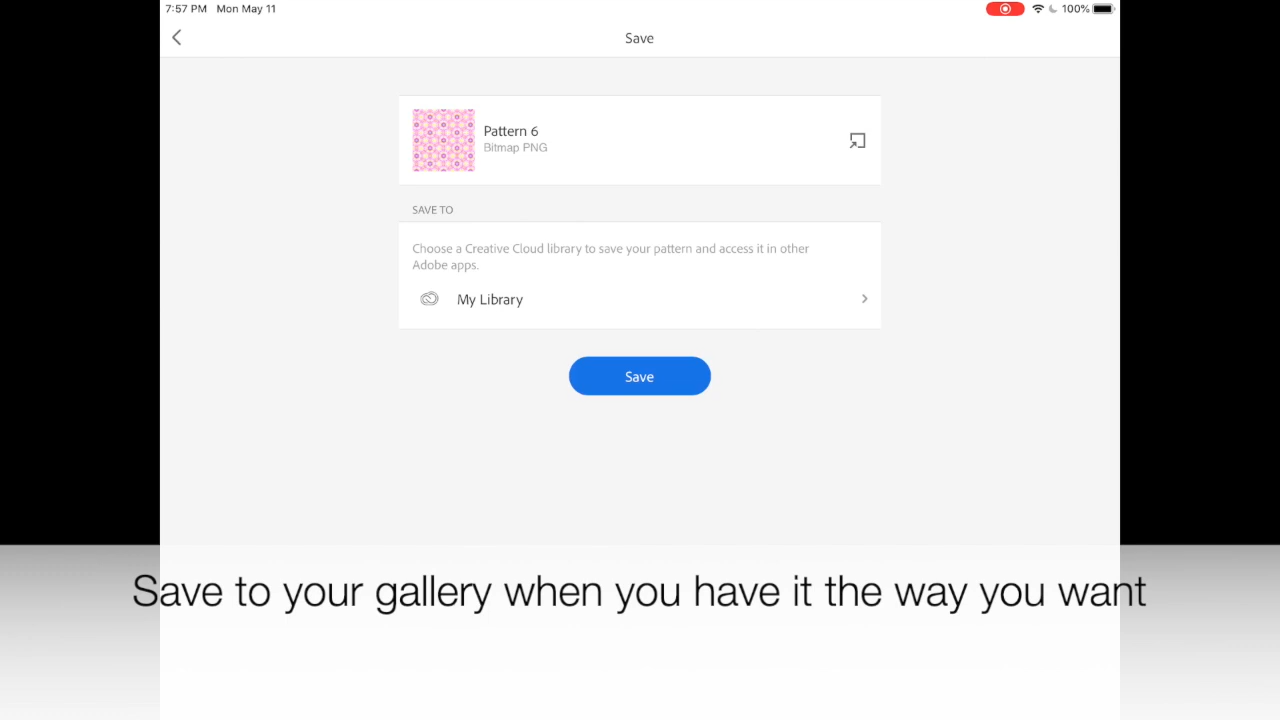 7:57 PM Mon May 11
100%
Save
Pattern 6
Bitmap PNG
SAVE TO
Choose a Creative Cloud library to save your pattern and access it in other
Adobe apps.
My Library
Save
Save to your gallery when you have it the way you want